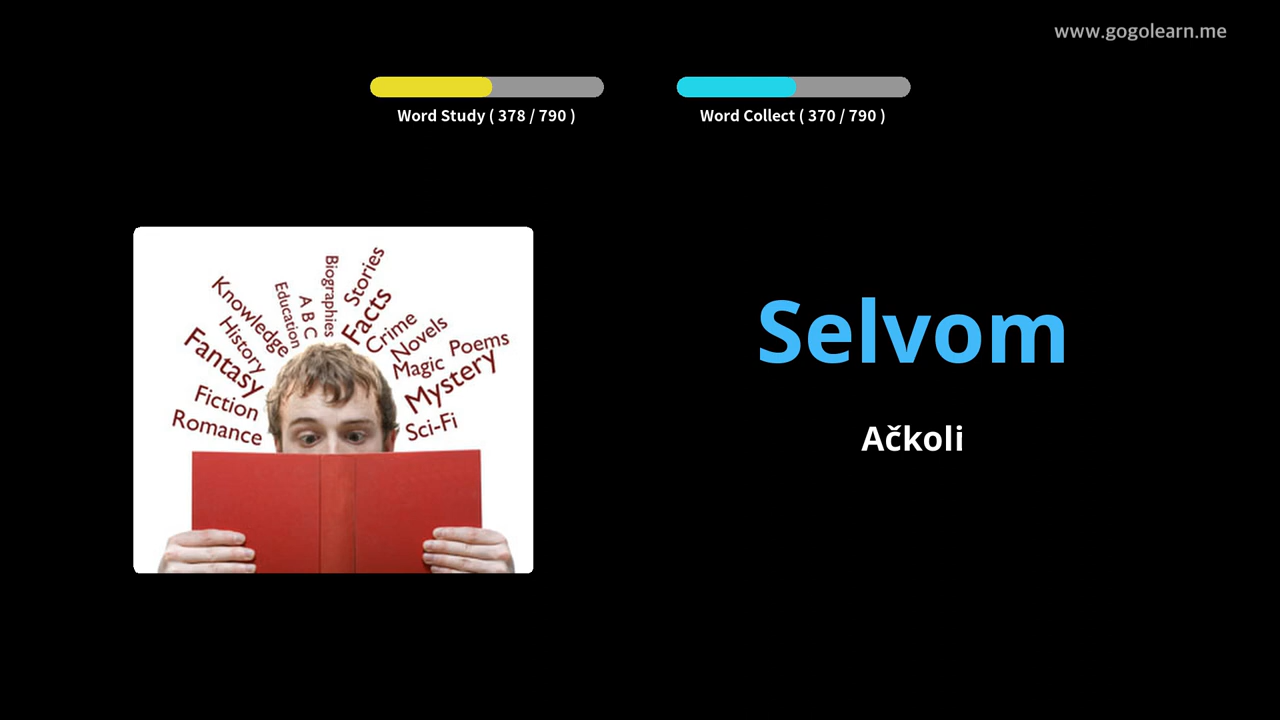 www.gogolearn.me
Word Study ( 378 / 790 )
Word Collect ( 370 / 790 )
Selvom
Ačkoli
Knowledge
History
Fantasy
Fiction
Romance
Education
A B C
Biographies
Stories
Facts
Crime
Novels
Magic
Poems
Mystery
Sci-Fi